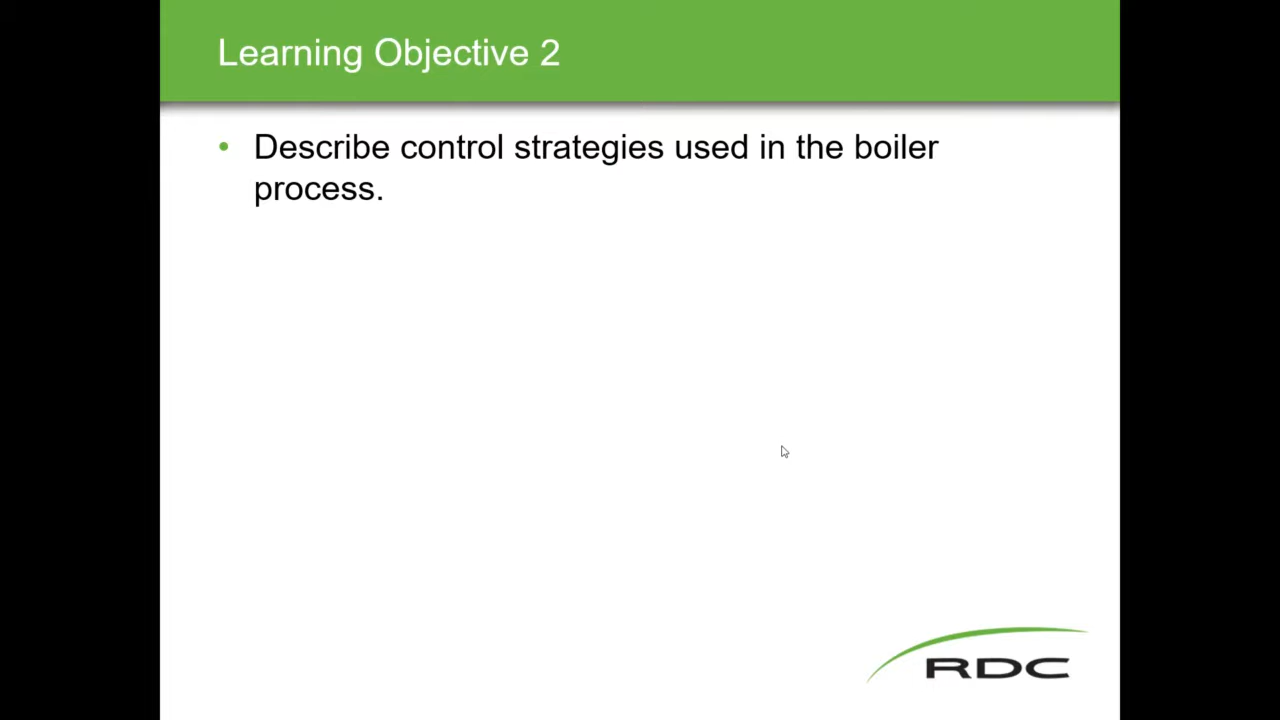 Learning Objective 2
• Describe control strategies used in the boiler
process.
RDC